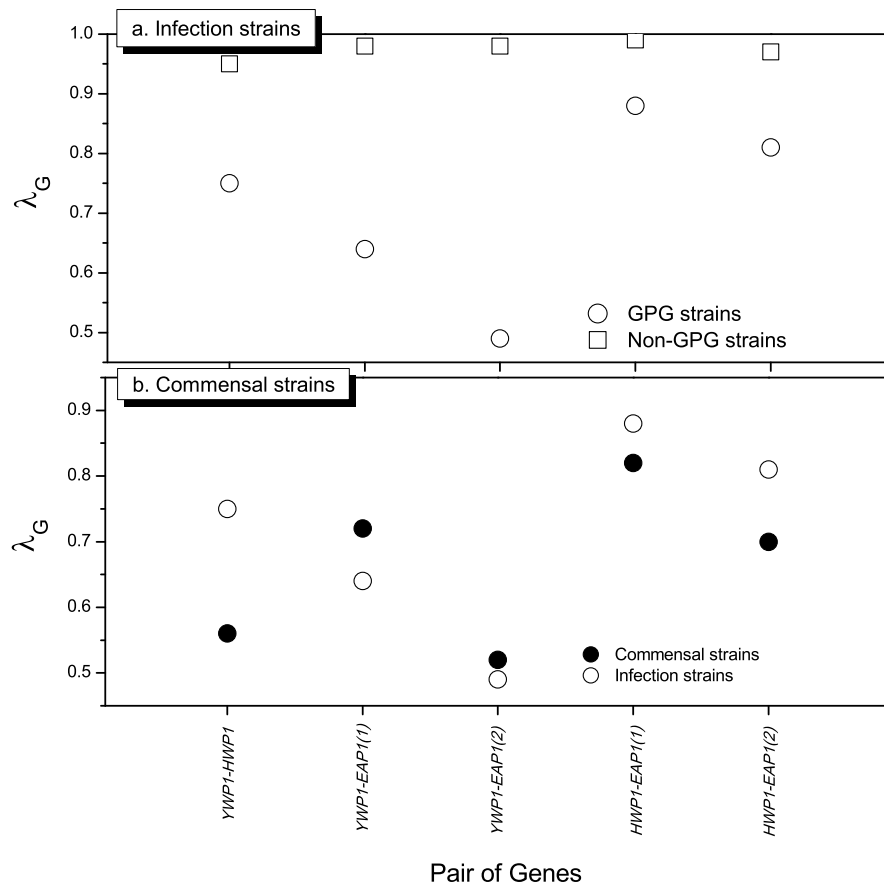 a. Infection strains
1.0
0.9
0.8
0.7
0.6
0.5
λG
GPG strains
Non-GPG strains
b. Commensal strains
0.9
0.8
0.7
0.6
0.5
λG
Commensal strains
Infection strains
YWP1-HWP1
YWP1-EAP1(1)
YWP1-EAP1(2)
HWP1-EAP1(1)
HWP1-EAP1(2)
Pair of Genes